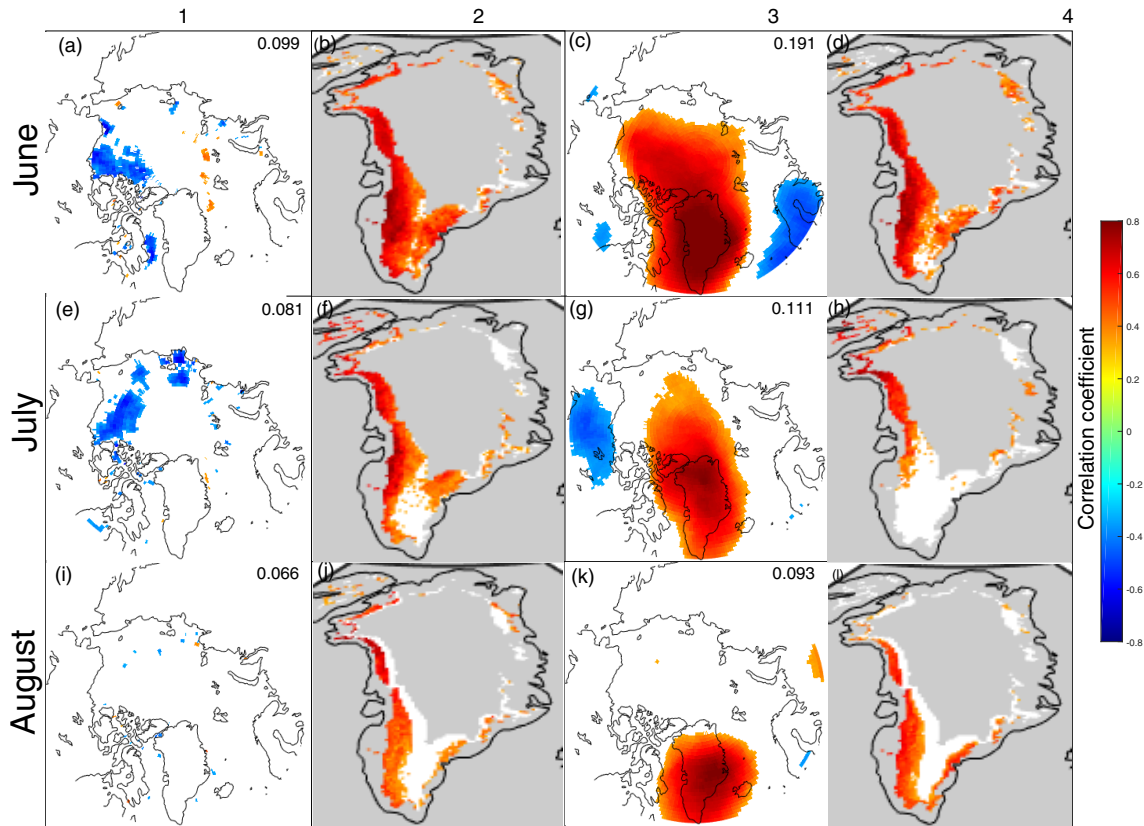 1 2 3 4
June
(a) 0.099 (b) (c) 0.191 (d)
July
(e) 0.081 (f) (g) 0.111 (h)
August
(i) 0.066 (j) (k) 0.093 (l)
0.8
0.6
0.4
0.2
0
-0.2
-0.4
-0.6
-0.8
Correlation coefficient